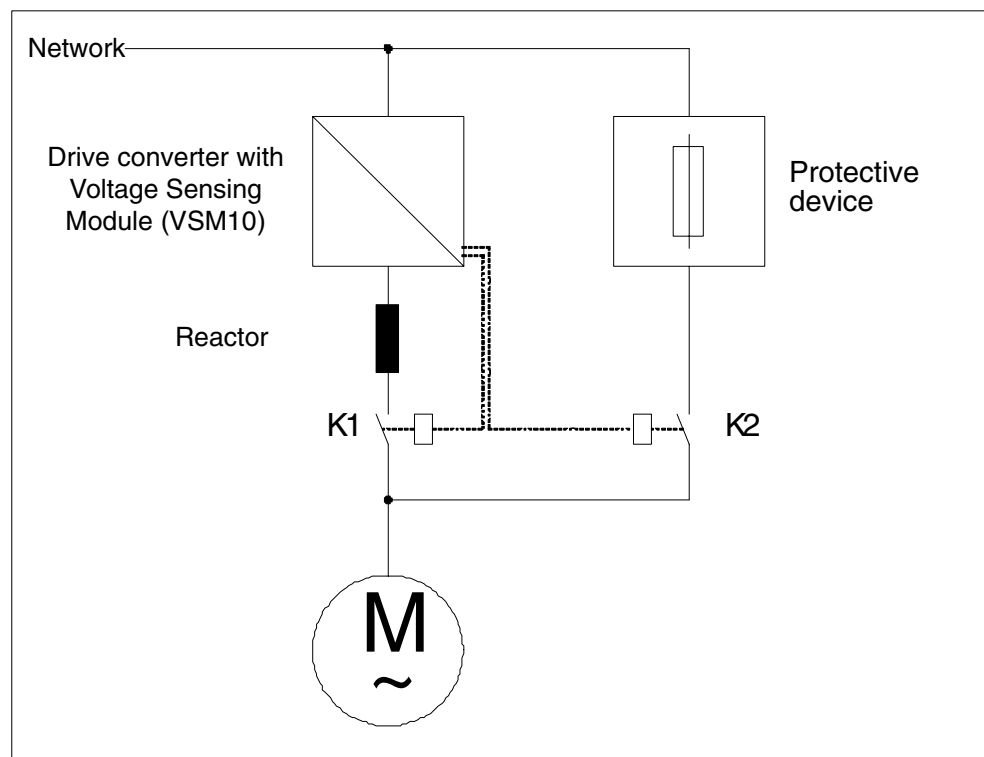 Network
Drive converter with
Voltage Sensing
Module (VSM10)
Protective
device
Reactor
K1
K2
M
~